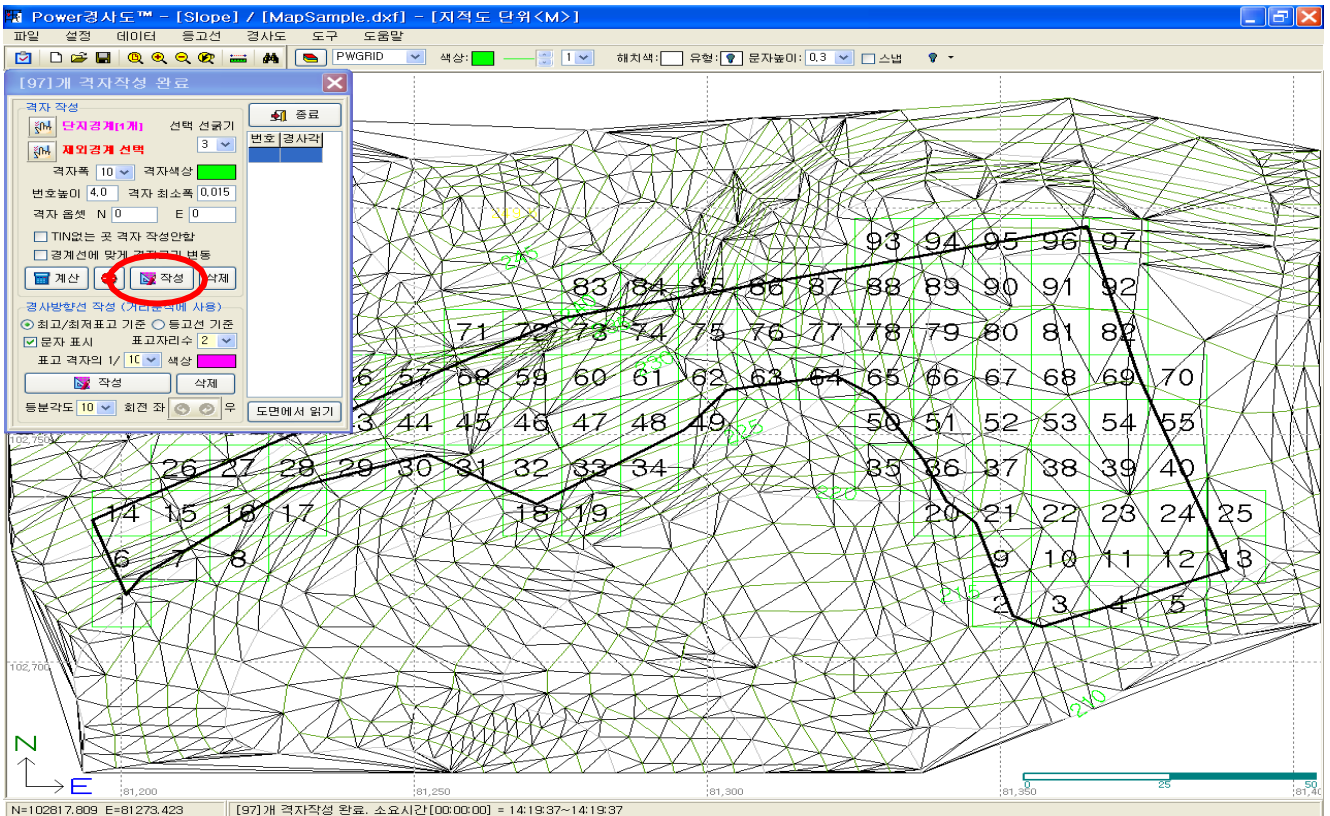 Power경사도™ - [Slope] / [MapSample.dxf] - [지적도 단위<M>]
파일 설정 데이터 등고선 경사도 도구 도움말
PWGRID 색상: 1 해치색: 유형: 문자높이: 0.3 스냅
[97]개 격자작성 완료
격자 작성
단지경계[1개] 선택 선굵기
제외경계 선택 3
격자폭 10 격자색상
번호높이 4.0 격자 최소폭 0.015
격자 옵셋 N 0 E 0
TIN없는 곳 격자 작성안함
경계선에 맞게 변동
계산 작성 삭제
경사방향선 작성 사용)
최고/최저표고 기준 등고선 기준
문자 표시 표고자리수 2
표고 격자의 1/ 10 색상
작성 삭제
등분각도 10 회전 좌 우
종료
번호 경사각
도면에서 읽기
93 94 95 96 97
245
83 84 85 86 87 88 89 90 91 92
240
71 72 73 74 75 76 77 78 79 80 81 82
235
230
57 58 59 60 61 62 63 64 65 66 67 68 69 70
44 45 46 47 48 49 50 51 52 53 54 55
225
102,750
26 27 28 29 30 31 32 33 34 35 36 37 38 39 40
220
14 15 16 17 18 19 20 21 22 23 24 25
6 7 8 9 10 11 12 13
215
1 2 3 4 5
102,700
210
N
E
81,200 81,250 81,300 81,350
0 25 50
N=102817.809 E=81273.423 [97]개 격자작성 완료. 소요시간[00:00:00] = 14:19:37~14:19:37